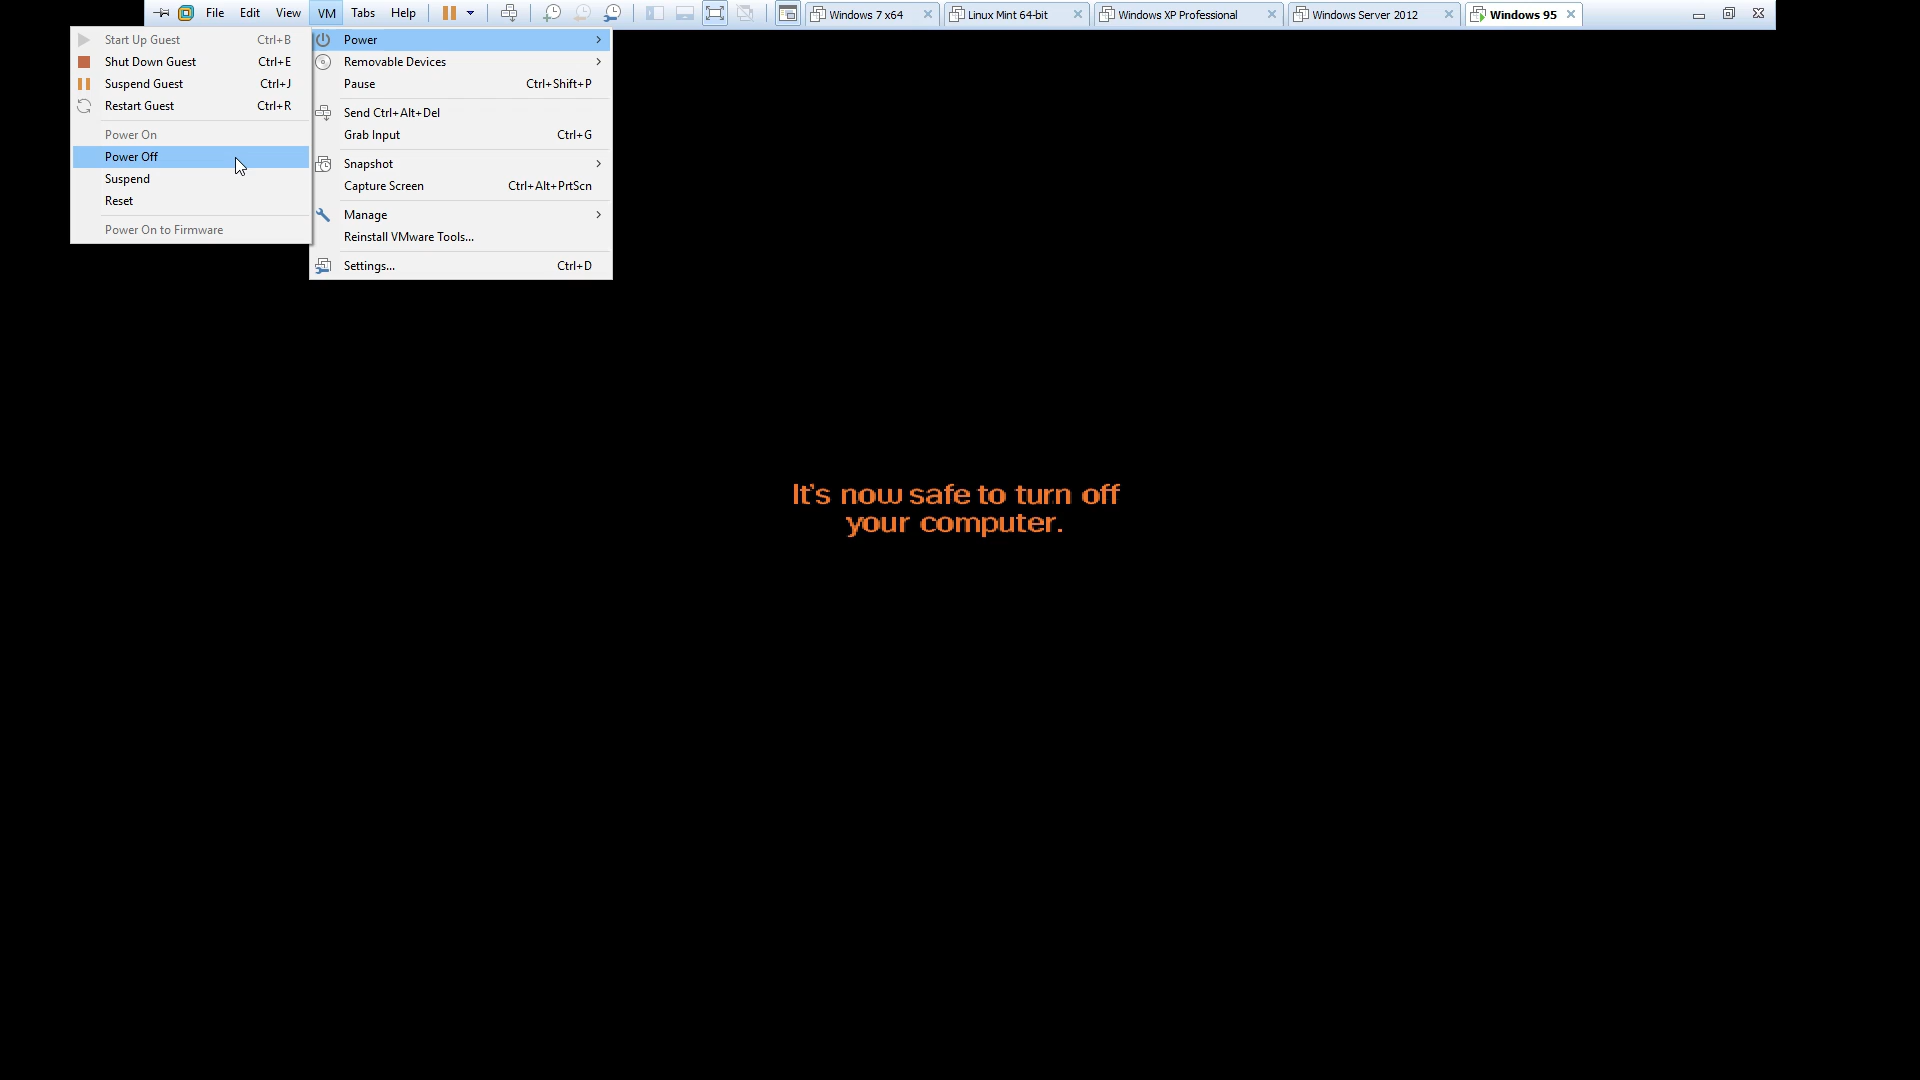 File Edit View VM Tabs Help Windows 7 x64 Linux Mint 64-bit Windows XP Professional Windows Server 2012 Windows 95
Start Up Guest Ctrl+B
Shut Down Guest Ctrl+E
Suspend Guest Ctrl+J
Restart Guest Ctrl+R
Power On
Power Off
Suspend
Reset
Power On to Firmware
Power
Removable Devices
Pause Ctrl+Shift+P
Send Ctrl+Alt+Del
Grab Input Ctrl+G
Snapshot
Capture Screen Ctrl+Alt+PrtScn
Manage
Reinstall VMware Tools...
Settings... Ctrl+D
It's now safe to turn off
your computer.